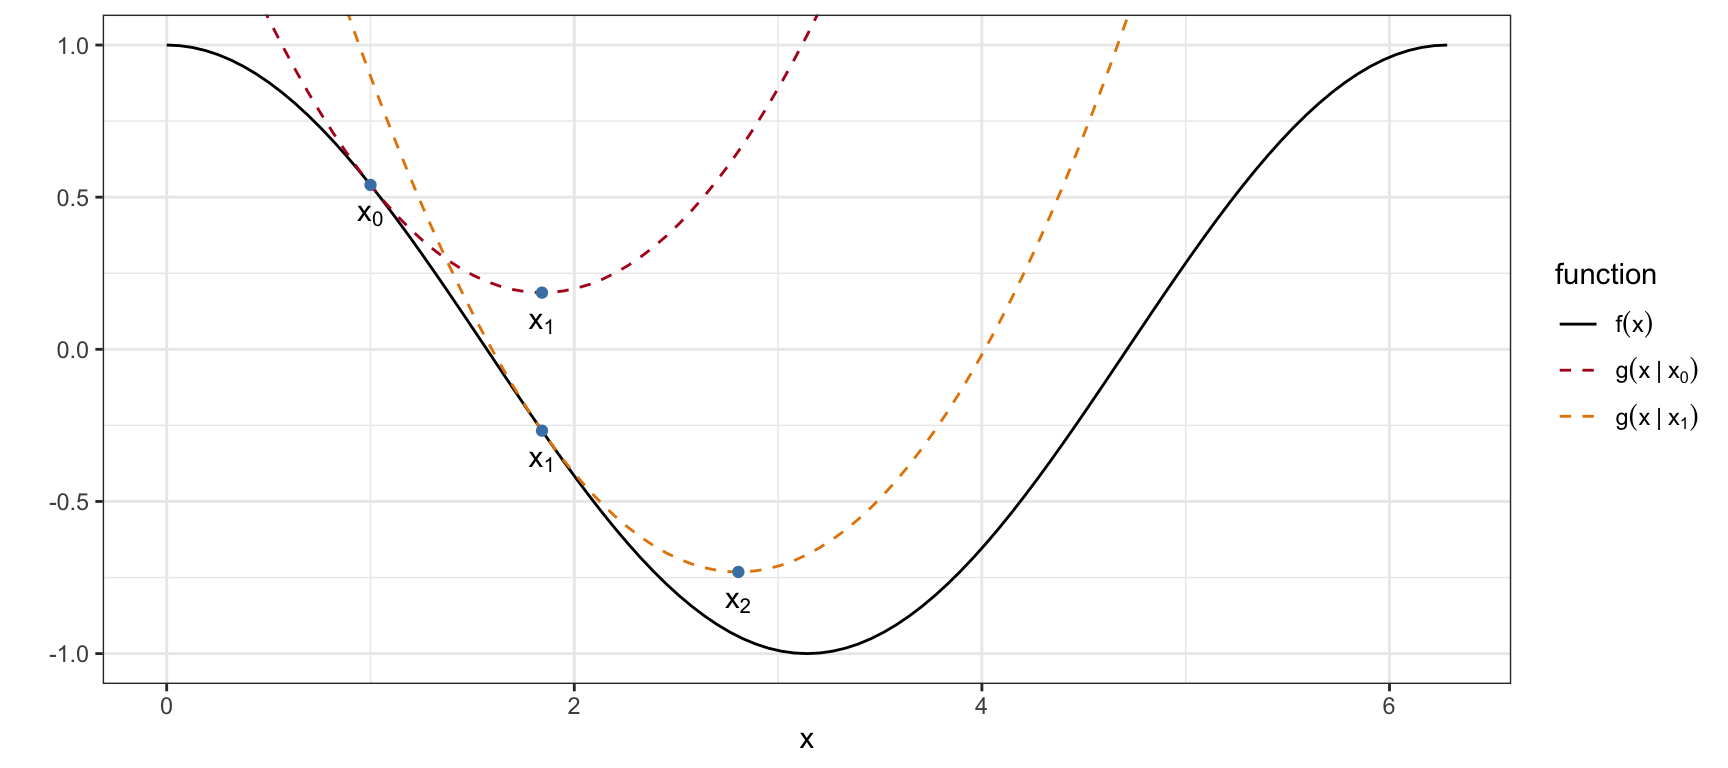 1.0
0.5
0.0
-0.5
-1.0
x₀
x₁
x₁
x₂
0 2 4 6
x
function
f(x)
g(x | x₀)
g(x | x₁)